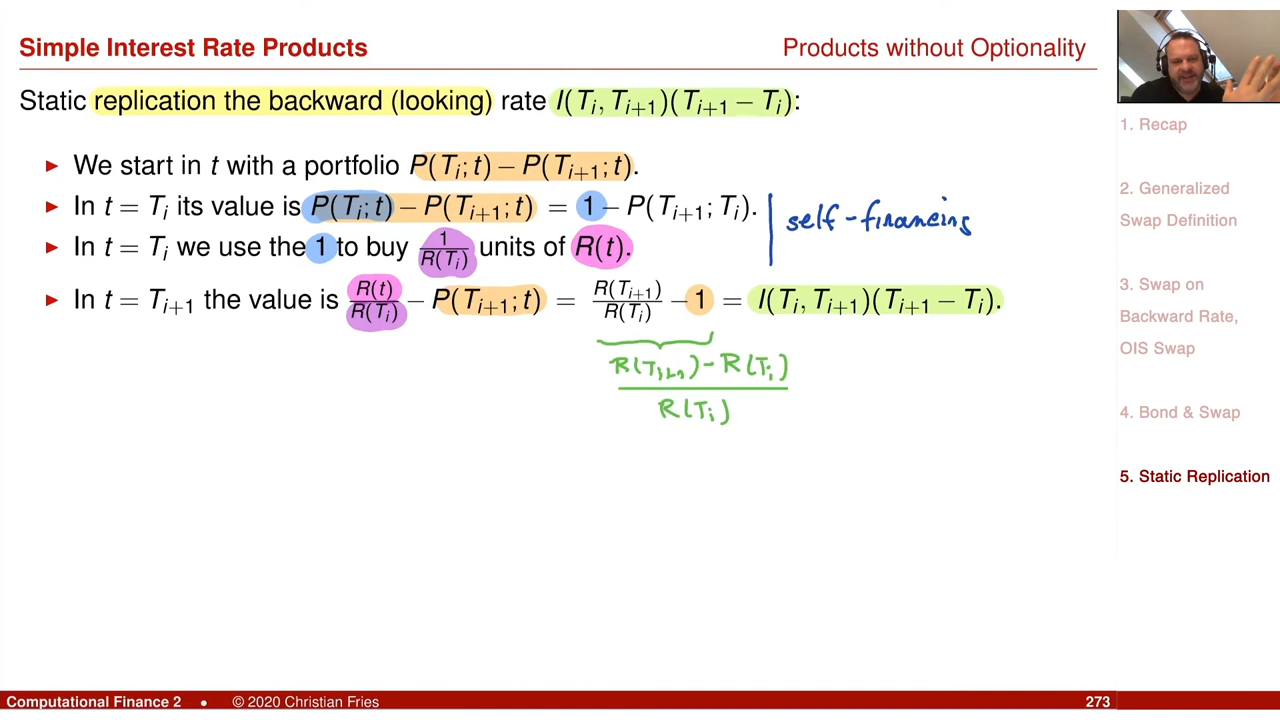 Simple Interest Rate Products
Products without Optionality
Static replication the backward (looking) rate I(Tᵢ, Tᵢ₊₁)(Tᵢ₊₁ − Tᵢ):
► We start in t with a portfolio P(Tᵢ; t) − P(Tᵢ₊₁; t).
► In t = Tᵢ its value is P(Tᵢ; t) − P(Tᵢ₊₁; t) = 1 − P(Tᵢ₊₁; Tᵢ).
self-financing
► In t = Tᵢ we use the 1 to buy 1/R(Tᵢ) units of R(t).
► In t = Tᵢ₊₁ the value is R(t)/R(Tᵢ) − P(Tᵢ₊₁; t) = R(Tᵢ₊₁)/R(Tᵢ) − 1 = I(Tᵢ, Tᵢ₊₁)(Tᵢ₊₁ − Tᵢ).
R(Tᵢ₊₁) − R(Tᵢ)
R(Tᵢ)
1. Recap
2. Generalized
Swap Definition
3. Swap on
Backward Rate,
OIS Swap
4. Bond & Swap
5. Static Replication
Computational Finance 2 • © 2020 Christian Fries 273